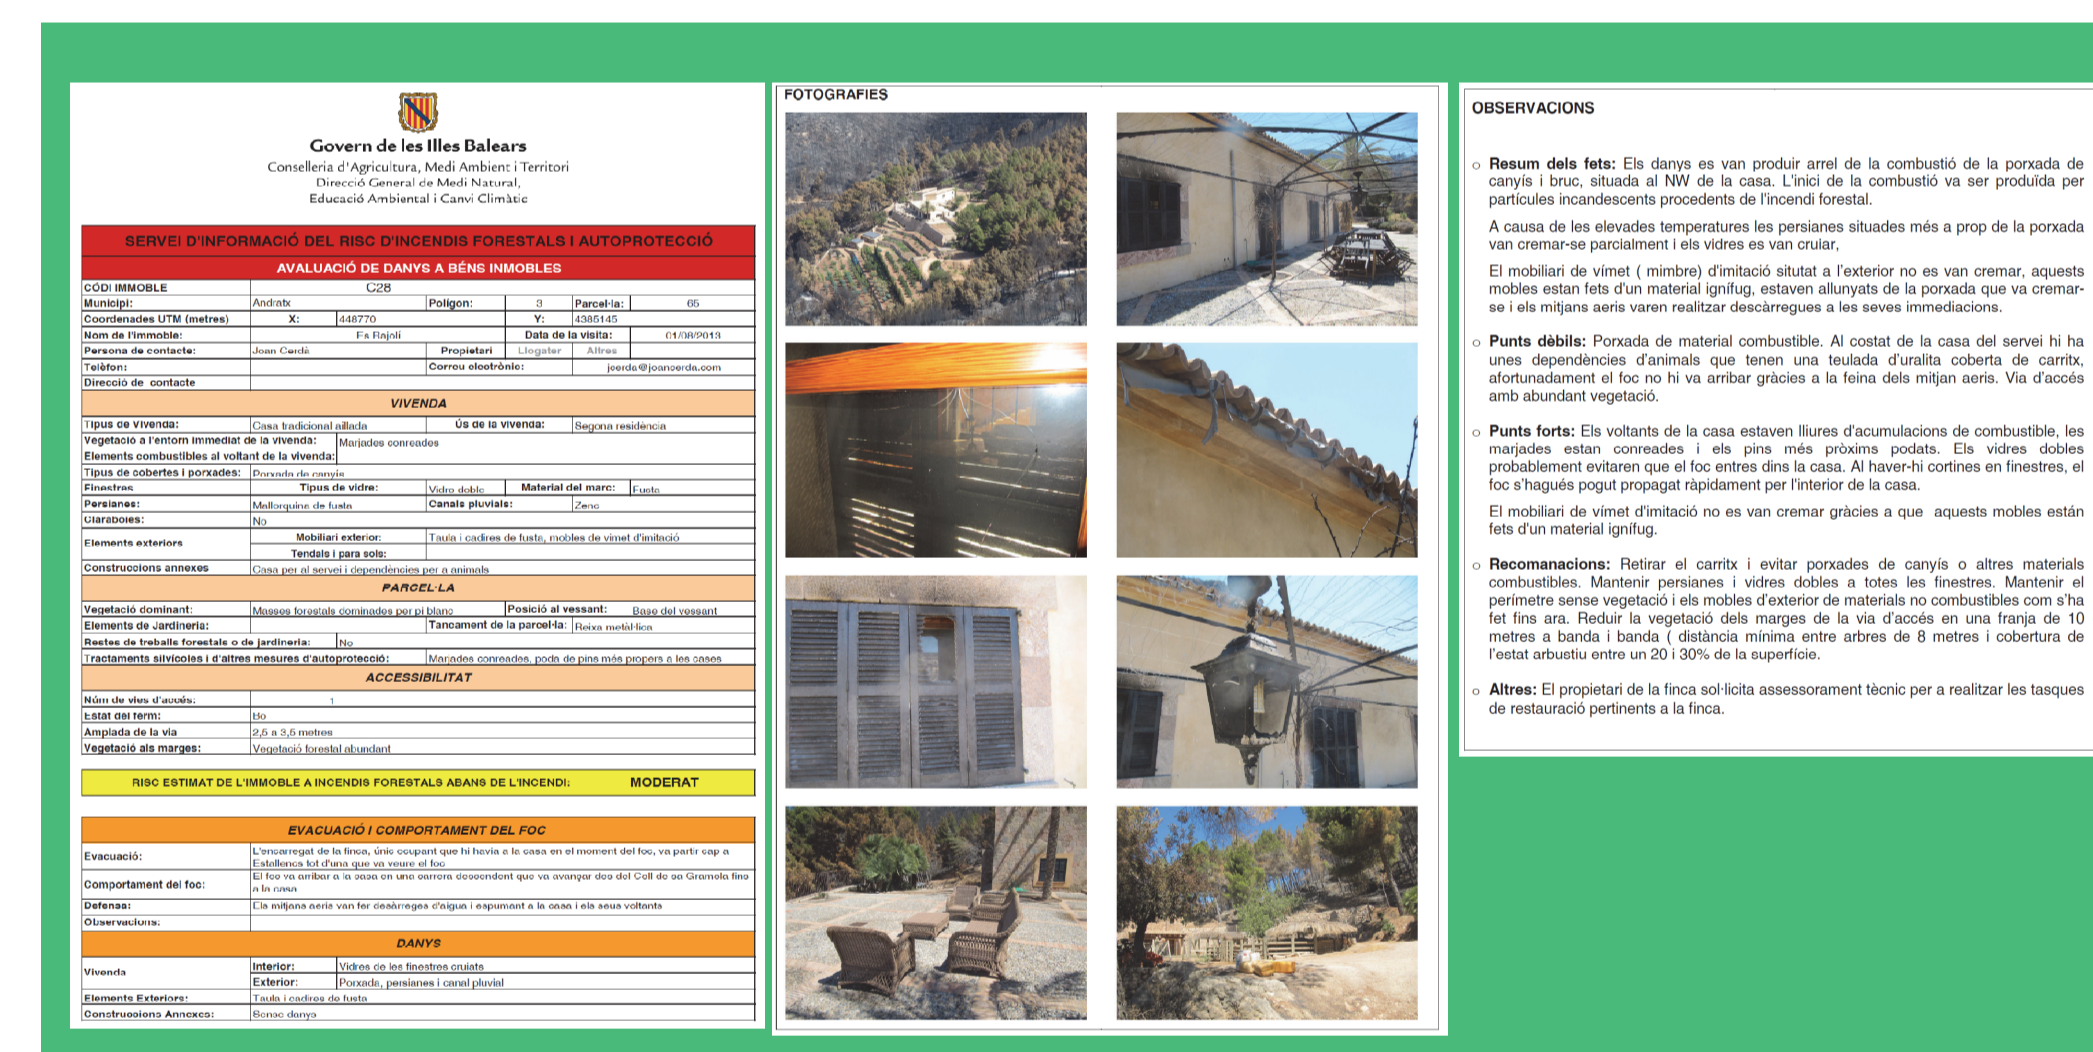 Govern de les Illes Balears
Conselleria d'Agricultura, Medi Ambient i Territori
Direcció General de Medi Natural,
Educació Ambiental i Canvi Climàtic
SERVEI D'INFORMACIÓ DEL RISC D'INCENDIS FORESTALS I AUTOPROTECCIÓ
AVALUACIÓ DE DANYS A BÉNS INMOBLES
CÓDI IMMOBLE C28
Municipi: Andratx Polígon: 3 Parcel·la: 65
Coordenades UTM (metres) X: 448770 Y: 4385145
Nom de l'immoble: Es Rajolí Data de la visita: 01/08/2013
Persona de contacte: Joan Cerdà Propietari Llogater Altres
Telèfon: Correu electrònic: jcerda@joancerda.com
Direcció de contacte
VIVENDA
Tipus de Vivenda: Casa tradicional aïllada Ús de la vivenda: Segona residència
Vegetació a l'entorn immediat de la vivenda: Marjades conreades
Elements combustibles al voltant de la vivenda:
Tipus de cobertes i porxades: Porxada de canyís
Finestres Tipus de vidre: Vidre doble Material del marc: Fusta
Persianes: Mallorquina de fusta Canals pluvials: Zenc
Claraboies: No
Elements exteriors Mobiliari exterior: Taula i cadires de fusta, mobles de vimet d'imitació
Tendals i para sols:
Construccions annexes Casa per al servei i dependències per a animals
PARCEL·LA
Vegetació dominant: Masses forestals dominades per pi blanc Posició al vessant: Base del vessant
Elements de Jardineria: Tancament de la parcel·la: Reixa metàl·lica
Restes de treballs forestals o de jardineria: No
Tractaments silvícoles i d'altres mesures d'autoprotecció: Marjades conreades, poda de pins més propers a les cases
ACCESSIBILITAT
Núm de vies d'accés: 1
Estat del ferm: Bo
Amplada de la via 2,5 a 3,5 metres
Vegetació als marges: Vegetació forestal abundant
RISC ESTIMAT DE L'IMMOBLE A INCENDIS FORESTALS ABANS DE L'INCENDI: MODERAT
EVACUACIÓ I COMPORTAMENT DEL FOC
Evacuació: L'encarregat de la finca, únic ocupant que hi havia a la casa en el moment del foc, va partir cap a
Estallencs tot d'una que va veure el foc
Comportament del foc: El foc va arribar a la casa en una carrera descendent que va avançar des del Coll de sa Gramola fins
a la casa
Defensa: Els mitjans aeris van fer desàrreges d'aigua i espumant a la casa i els seus voltants
Observacions:
DANYS
Vivenda Interior: Vidres de les finestres cruiats
Exterior: Porxada, persianes i canal pluvial
Elements Exteriors: Taula i cadires de fusta
Construccions Annexes: Sense danys
FOTOGRAFIES
OBSERVACIONS
○ Resum dels fets: Els danys es van produir arrel de la combustió de la porxada de
canyís i bruc, situada al NW de la casa. L'inici de la combustió va ser produïda per
partícules incandescents procedents de l'incendi forestal.
A causa de les elevades temperatures les persianes situades més a prop de la porxada
van cremar-se parcialment i els vidres es van cruiar,
El mobiliari de vímet ( mimbre) d'imitació situtat a l'exterior no es van cremar, aquests
mobles estan fets d'un material ignífug, estaven allunyats de la porxada que va cremar-
se i els mitjans aeris varen realitzar descàrregues a les seves immediacions.
○ Punts dèbils: Porxada de material combustible. Al costat de la casa del servei hi ha
unes dependències d'animals que tenen una teulada d'uralita coberta de carritx,
afortunadament el foc no hi va arribar gràcies a la feina dels mitjan aeris. Via d'accés
amb abundant vegetació.
○ Punts forts: Els voltants de la casa estaven lliures d'acumulacions de combustible, les
marjades estan conreades i els pins més pròxims podats. Els vidres dobles
probablement evitaren que el foc entres dins la casa. Al haver-hi cortines en finestres, el
foc s'hagués pogut propagat ràpidament per l'interior de la casa.
El mobiliari de vímet d'imitació no es van cremar gràcies a que aquests mobles están
fets d'un material ignífug.
○ Recomanacions: Retirar el carritx i evitar porxades de canyís o altres materials
combustibles. Mantenir persianes i vidres dobles a totes les finestres. Mantenir el
perímetre sense vegetació i els mobles d'exterior de materials no combustibles com s'ha
fet fins ara. Reduir la vegetació dels marges de la via d'accés en una franja de 10
metres a banda i banda ( distància mínima entre arbres de 8 metres i cobertura de
l'estat arbustiu entre un 20 i 30% de la superfície.
○ Altres: El propietari de la finca sol·licita assessorament tècnic per a realitzar les tasques
de restauració pertinents a la finca.